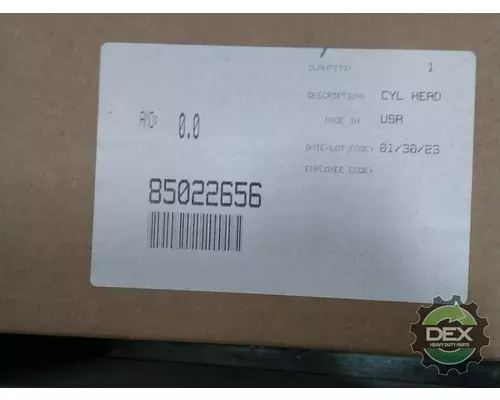 QUANTITY: 1
DESCRIPTION: CYL HEAD
MADE IN USA
RND: 0.0
DATE-LOT,CODE: 01/30/23
EMPLOYEE CODE:
85022656
DEX
HEAVY DUTY PARTS